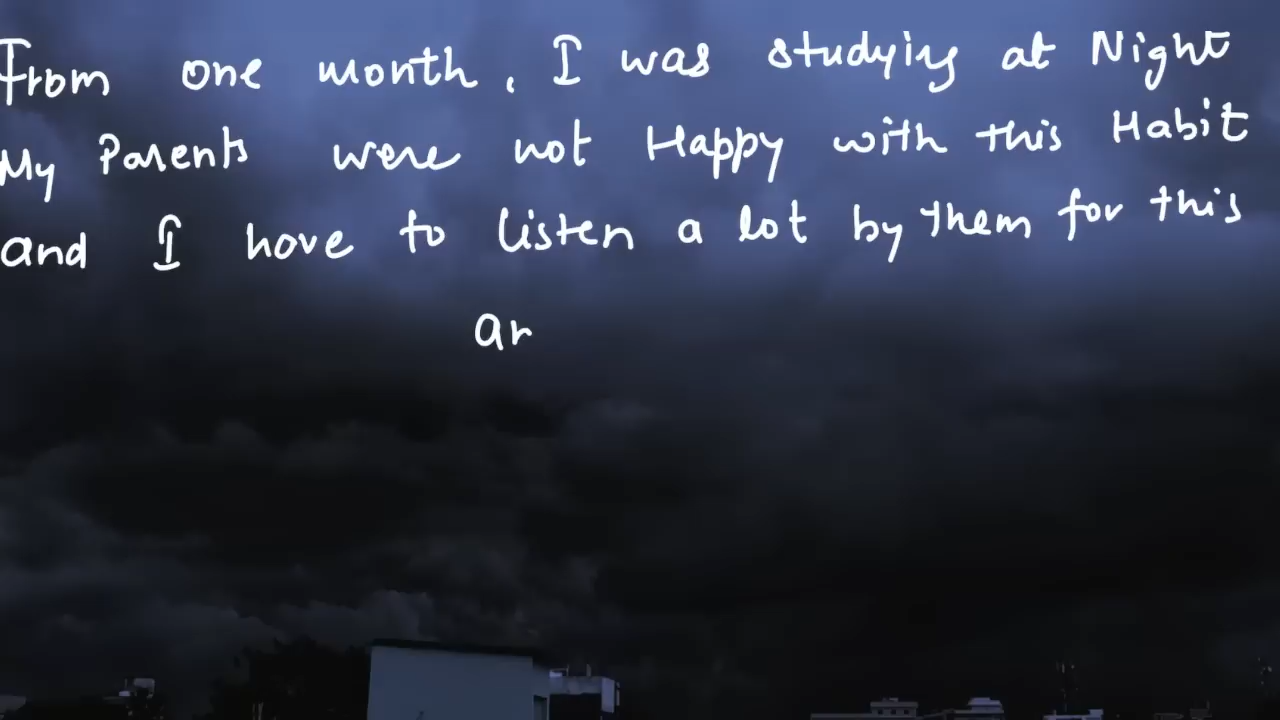 From one month, I was studying at Night
My Parents were not Happy with this Habit
and I have to listen a lot by them for this
ar